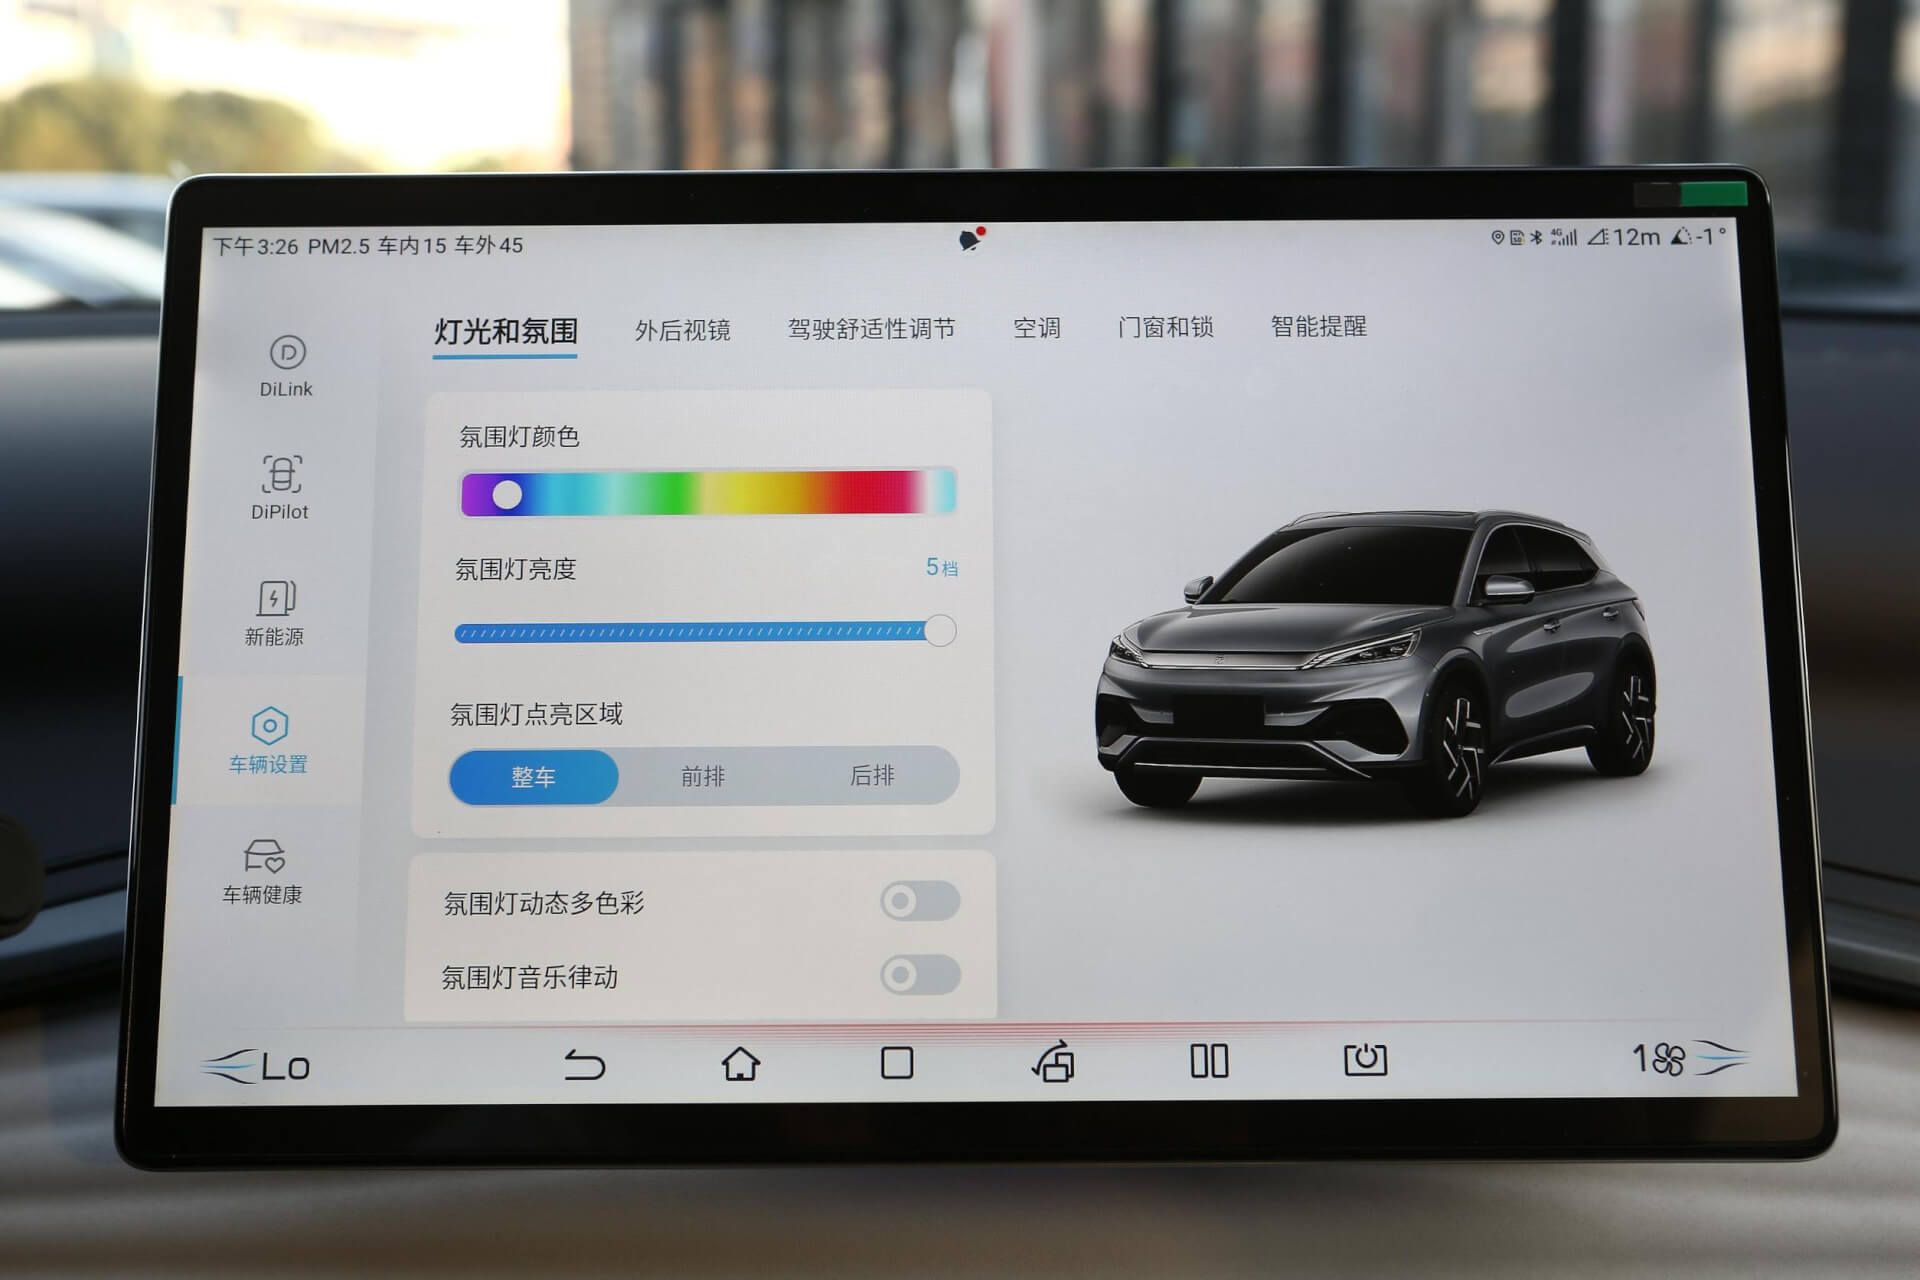 下午3:26 PM2.5 车内15 车外45
4G
12m
-1°
DiLink
DiPilot
新能源
车辆设置
车辆健康
灯光和氛围
外后视镜
驾驶舒适性调节
空调
门窗和锁
智能提醒
氛围灯颜色
氛围灯亮度
5档
氛围灯点亮区域
整车
前排
后排
氛围灯动态多色彩
氛围灯音乐律动
Lo
1